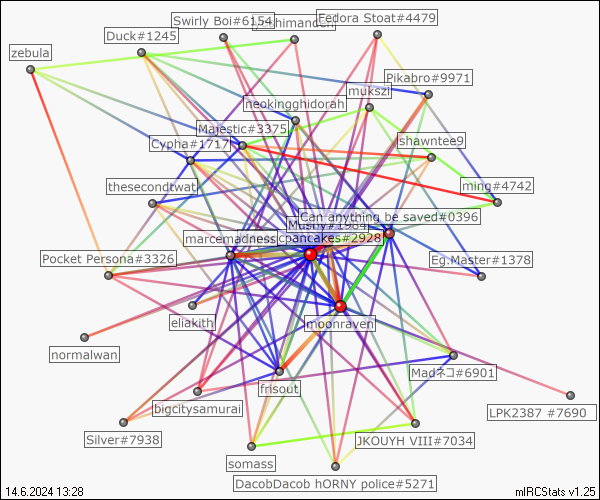 Swirly Boi#6154
Fedora Stoat#4479
Duck#1245
himanden
zebula
Pikabro#9971
mukszi
neokingghidorah
Majestic#3375
shawntee9
Cypha#1717
thesecondtwat
ming#4742
Can anything be saved#0396
Mushy#1984
marcemadness
pancakes#2928
Pocket Persona#3326
Eg.Master#1378
eliakith
moonraven
normalwan
Madネコ#6901
frisout
bigcitysamurai
LPK2387 #7690
Silver#7938
JKOUYH VIII#7034
somass
DacobDacob hORNY police#5271
14.6.2024 13:28
mIRCStats v1.25